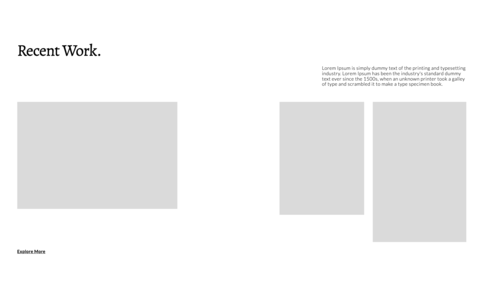 Recent Work.
Lorem Ipsum is simply dummy text of the printing and typesetting
industry. Lorem Ipsum has been the industry's standard dummy
text ever since the 1500s, when an unknown printer took a galley
of type and scrambled it to make a type specimen book.
Explore More